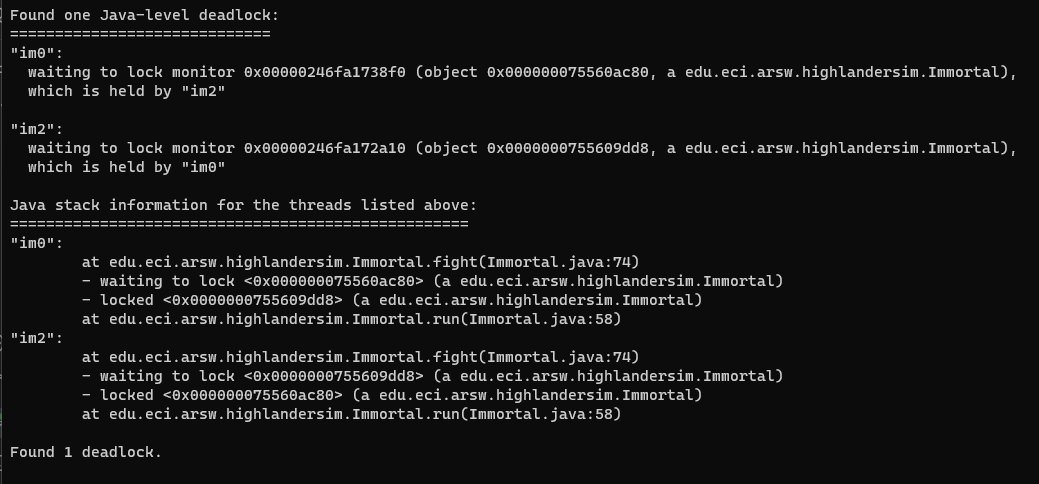 Found one Java-level deadlock:
=============================
"im0":
  waiting to lock monitor 0x00000246fa1738f0 (object 0x000000075560ac80, a edu.eci.arsw.highlandersim.Immortal),
  which is held by "im2"

"im2":
  waiting to lock monitor 0x00000246fa172a10 (object 0x0000000755609dd8, a edu.eci.arsw.highlandersim.Immortal),
  which is held by "im0"

Java stack information for the threads listed above:
===================================================
"im0":
        at edu.eci.arsw.highlandersim.Immortal.fight(Immortal.java:74)
        - waiting to lock <0x000000075560ac80> (a edu.eci.arsw.highlandersim.Immortal)
        - locked <0x0000000755609dd8> (a edu.eci.arsw.highlandersim.Immortal)
        at edu.eci.arsw.highlandersim.Immortal.run(Immortal.java:58)
"im2":
        at edu.eci.arsw.highlandersim.Immortal.fight(Immortal.java:74)
        - waiting to lock <0x0000000755609dd8> (a edu.eci.arsw.highlandersim.Immortal)
        - locked <0x000000075560ac80> (a edu.eci.arsw.highlandersim.Immortal)
        at edu.eci.arsw.highlandersim.Immortal.run(Immortal.java:58)

Found 1 deadlock.